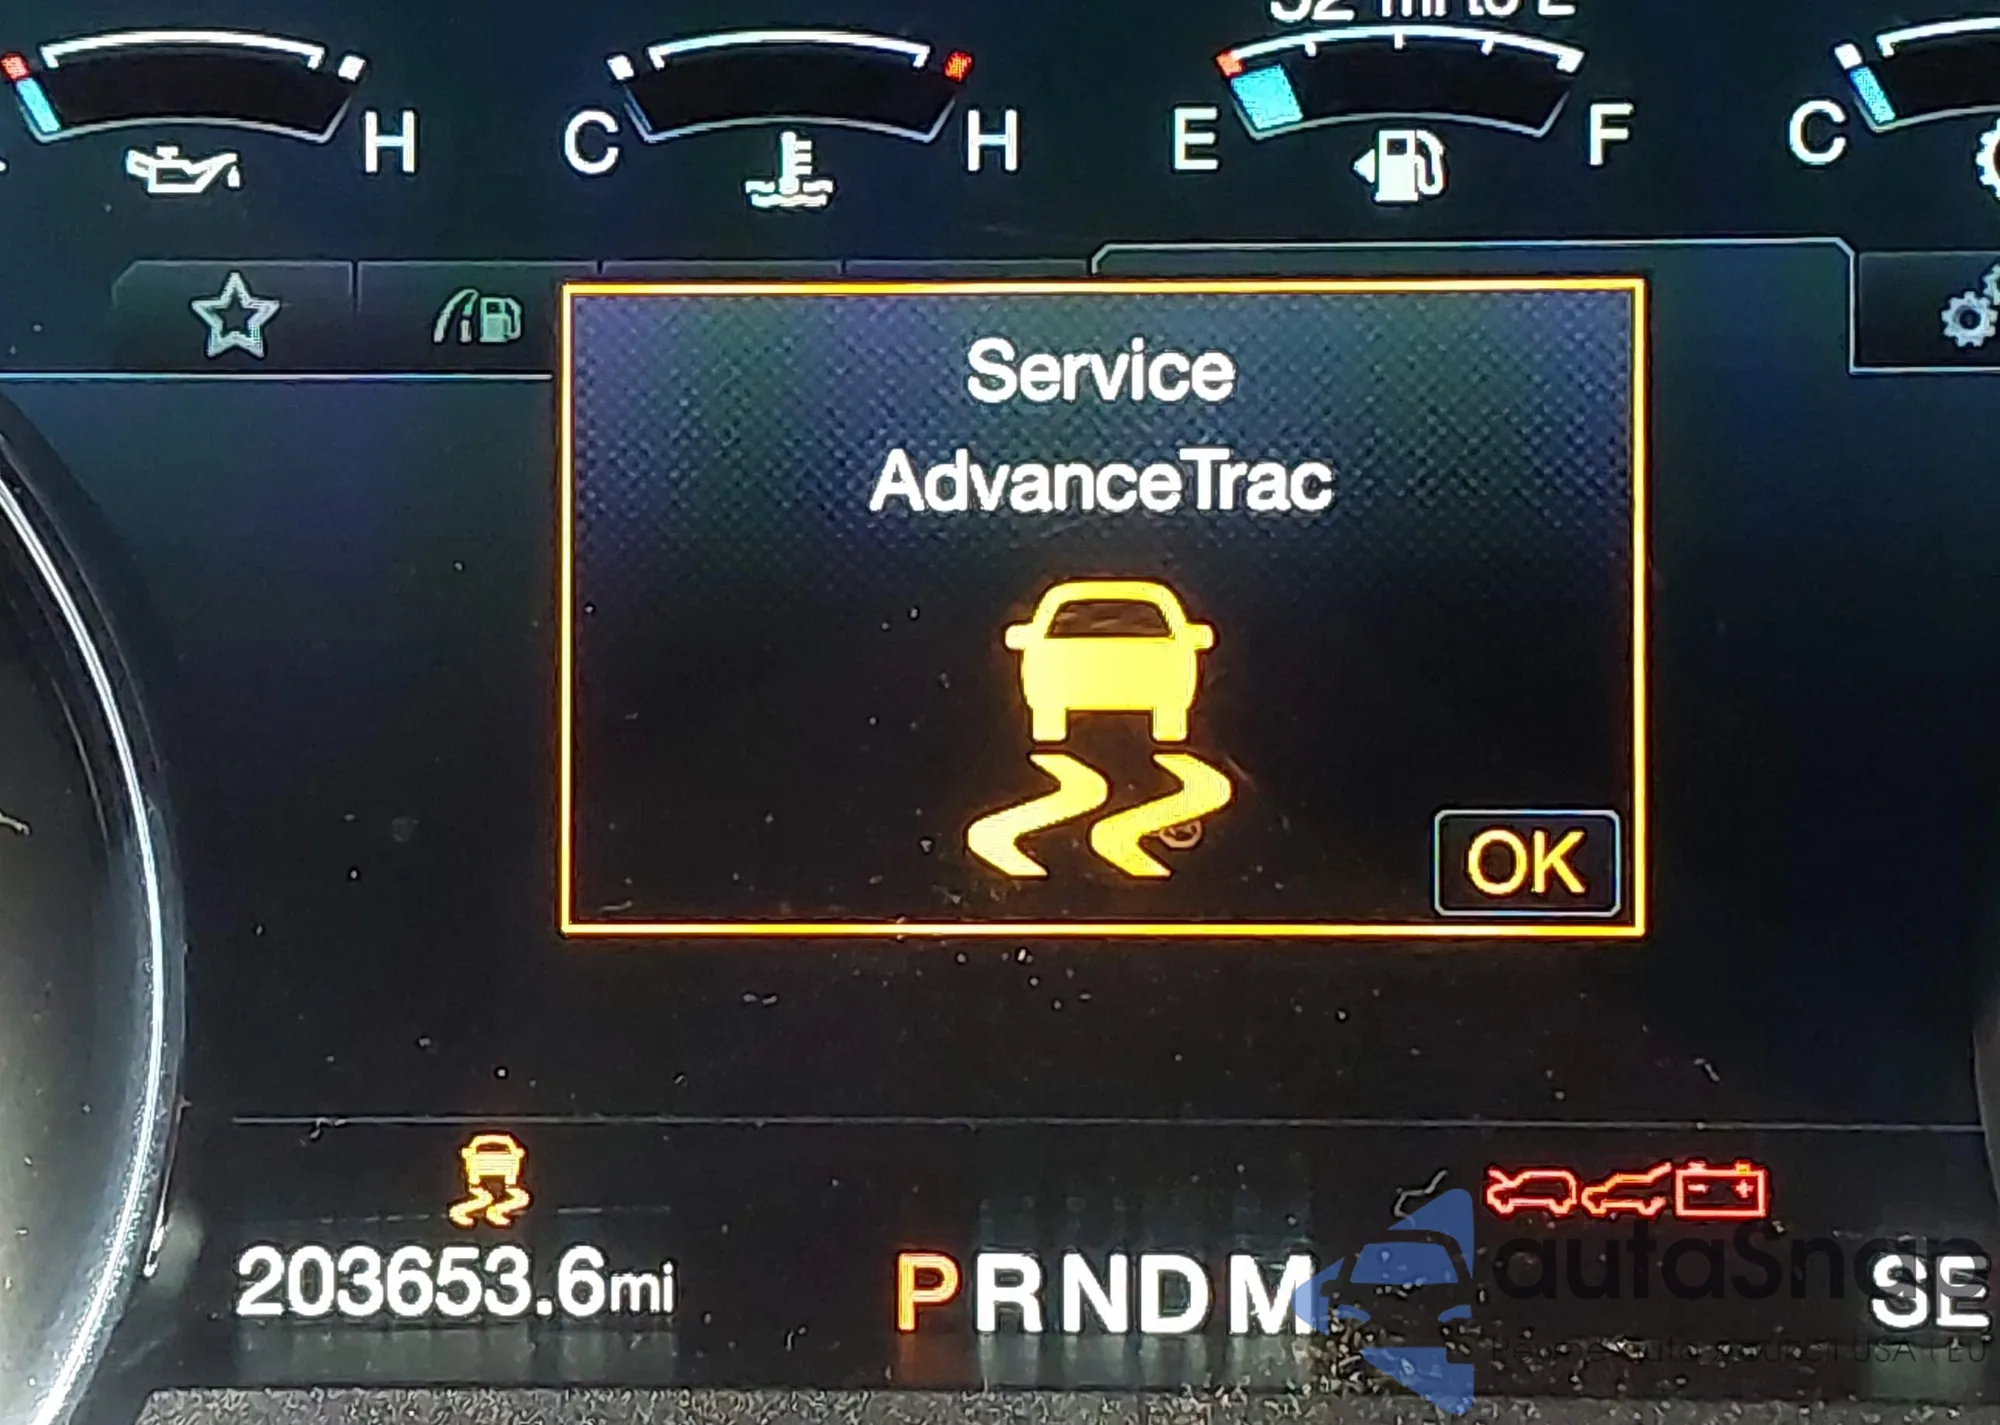 H
C
H
E
F
C
Service
AdvanceTrac
OK
203653.6mi
PRNDM
SE